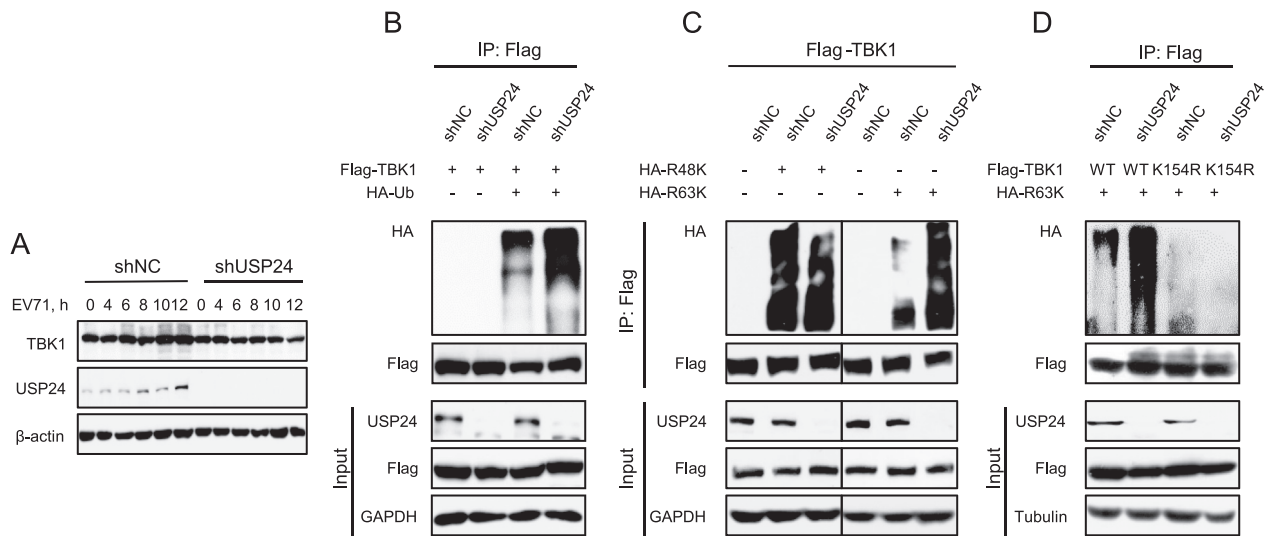 A
shNC shUSP24
EV71, h 0 4 6 8 10 12 0 4 6 8 10 12
TBK1
USP24
β-actin
B
IP: Flag
shNC shUSP24 shNC shUSP24
Flag-TBK1 + + + +
HA-Ub - - + +
HA
Flag
Input
USP24
Flag
GAPDH
C
Flag-TBK1
shNC shNC shUSP24 shNC shNC shUSP24
HA-R48K - + + - - -
HA-R63K - - - - + +
IP: Flag
HA
Flag
Input
USP24
Flag
GAPDH
D
IP: Flag
shNC shUSP24 shNC shUSP24
Flag-TBK1 WT WT K154R K154R
HA-R63K + + + +
HA
Flag
Input
USP24
Flag
Tubulin